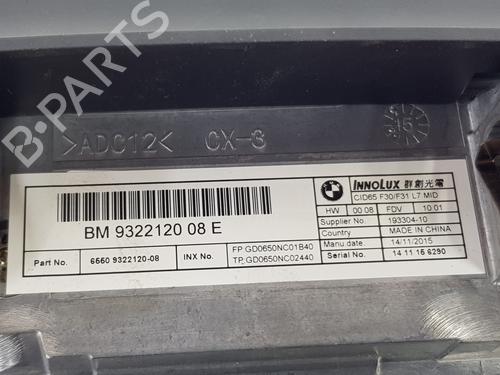 B-PARTS
>ADC12< CX-3
BM 9322120 08 E
Part No. 6550 9322120-08 INX No. FP.GD0650NC01B40
TP.GD0650NC02440
INNOLUX 群創光電
CID65 F30/F31 L7 MID
HW 00 08 FDV 10 01
Supplier No. 193304-10
Country MADE IN CHINA
Manu date: 14/11/2015
Serial No. 14 11 15 6290